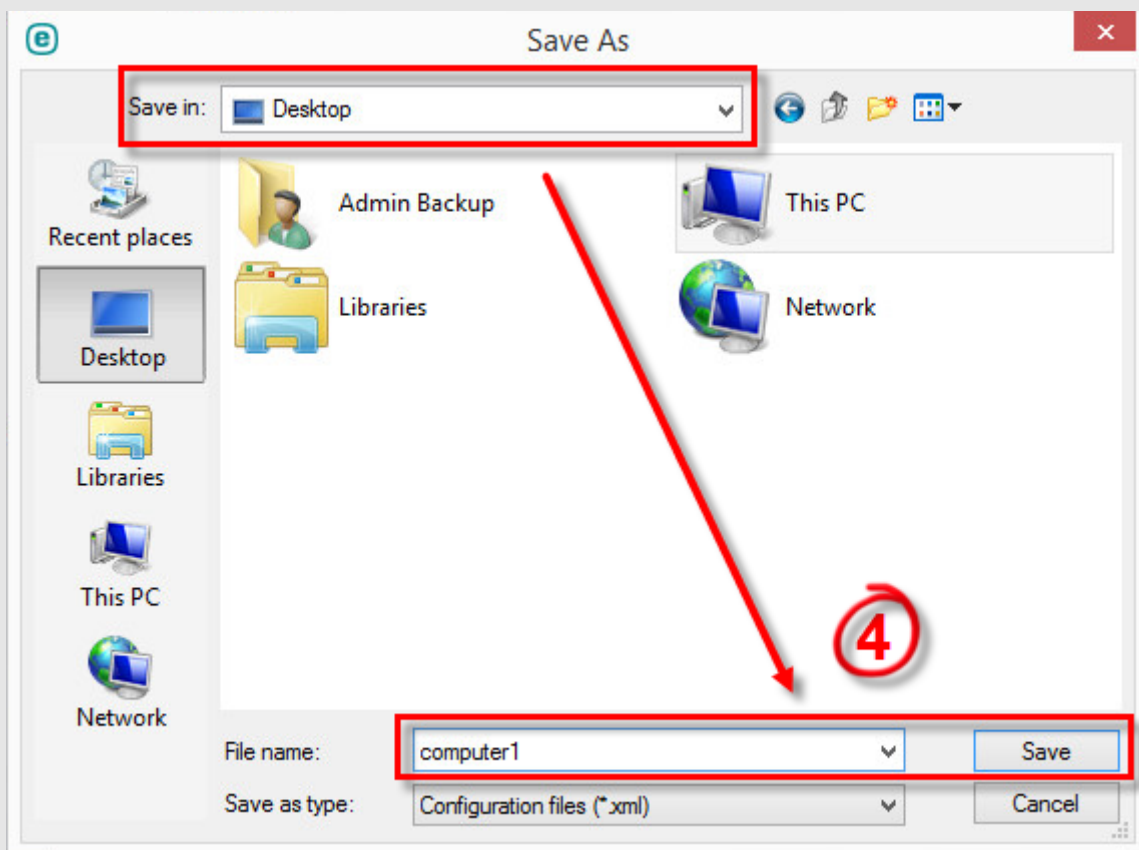 e
Save As
Save in: Desktop
Recent places
Desktop
Libraries
This PC
Network
Admin Backup
This PC
Libraries
Network
4
File name: computer1 Save
Save as type: Configuration files (*.xml) Cancel